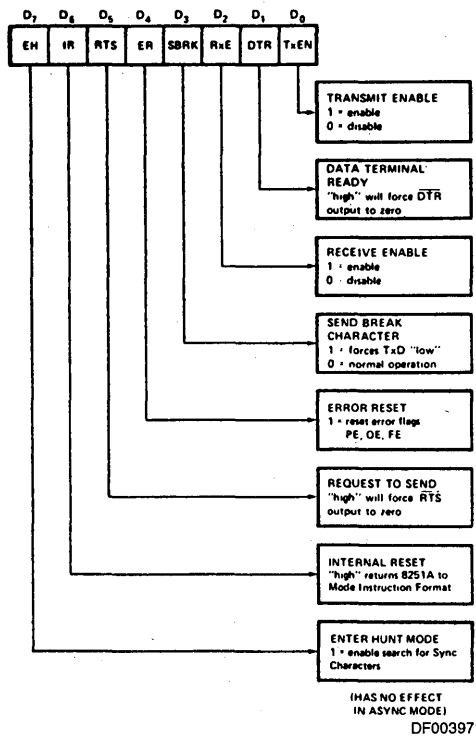 D7 D6 D5 D4 D3 D2 D1 D0
EH IR RTS ER SBRK RxE DTR TxEN
TRANSMIT ENABLE
1 = enable
0 = disable
DATA TERMINAL
READY
"high" will force D̅T̅R̅
output to zero
RECEIVE ENABLE
1 = enable
0 = disable
SEND BREAK
CHARACTER
1 = forces TxD "low"
0 = normal operation
ERROR RESET
1 = reset error flags
PE, OE, FE
REQUEST TO SEND
"high" will force R̅T̅S̅
output to zero
INTERNAL RESET
"high" returns 8251A to
Mode Instruction Format
ENTER HUNT MODE
1 = enable search for Sync
Characters
(HAS NO EFFECT
IN ASYNC MODE)
DF00397